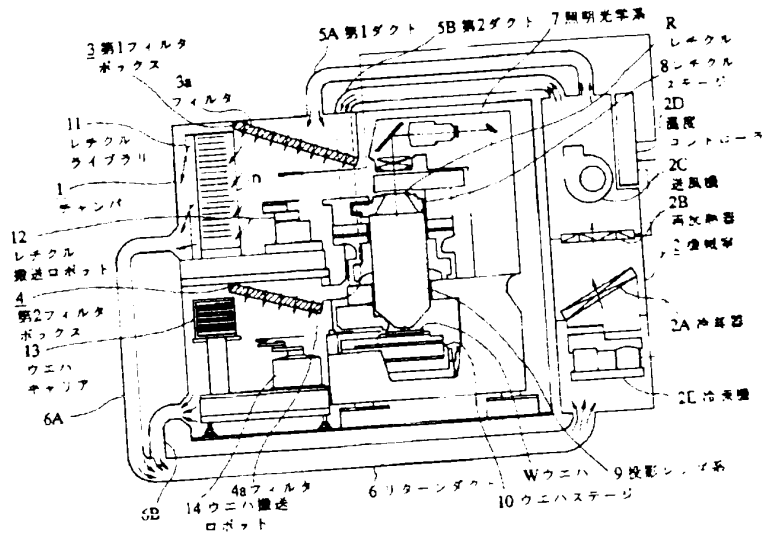 5A 第1ダクト
5B 第2ダクト
7 照明光学系
R
レチクル
8 レチクル
ステージ
3 第1フィルタ
ボックス
3a
フィルタ
2D
温度
コントローラ
11
レチクル
ライブラリ
2C
送風機
1
チャンバ
2B
再加熱器
12
レチクル
搬送ロボット
2 機械室
4
第2フィルタ
ボックス
2A 冷却器
13
ウエハ
キャリア
2E 冷凍機
6A
6B
4a フィルタ
14 ウエハ搬送
ロボット
6 リターンダクト
W ウエハ
10 ウエハステージ
9 投影レンズ系